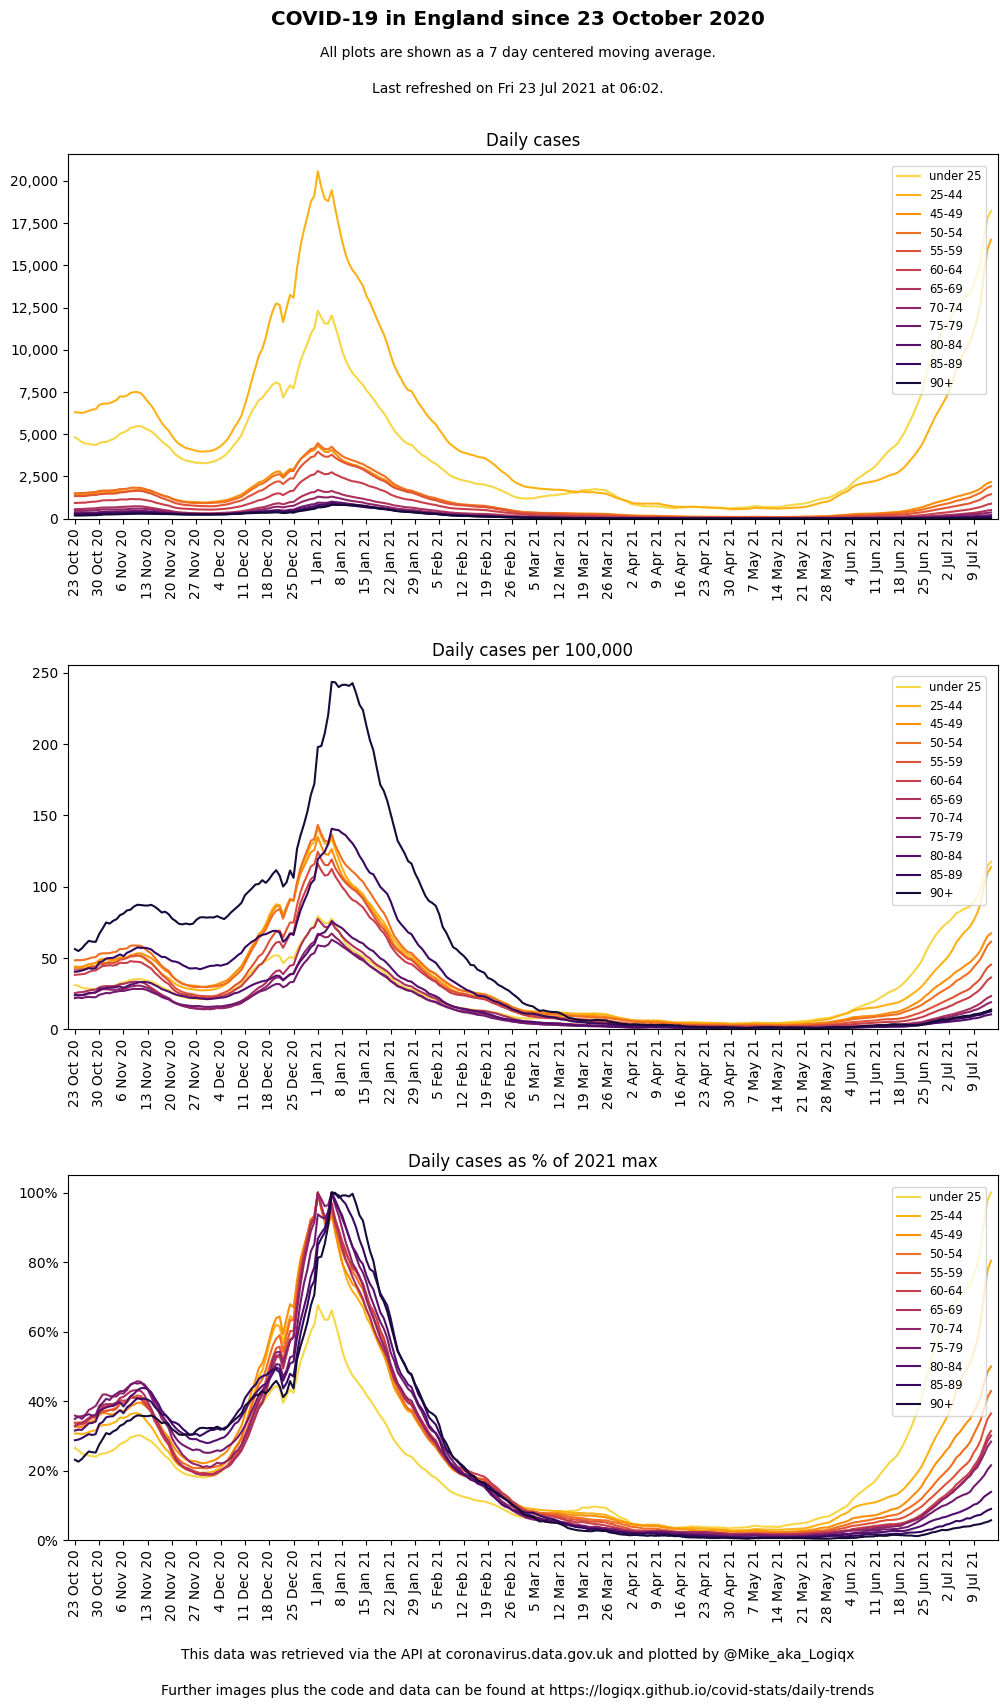 COVID-19 in England since 23 October 2020
All plots are shown as a 7 day centered moving average.
Last refreshed on Fri 23 Jul 2021 at 06:02.
Daily cases
20,000
17,500
15,000
12,500
10,000
7,500
5,000
2,500
0
under 25
25-44
45-49
50-54
55-59
60-64
65-69
70-74
75-79
80-84
85-89
90+
23 Oct 20
30 Oct 20
6 Nov 20
13 Nov 20
20 Nov 20
27 Nov 20
4 Dec 20
11 Dec 20
18 Dec 20
25 Dec 20
1 Jan 21
8 Jan 21
15 Jan 21
22 Jan 21
29 Jan 21
5 Feb 21
12 Feb 21
19 Feb 21
26 Feb 21
5 Mar 21
12 Mar 21
19 Mar 21
26 Mar 21
2 Apr 21
9 Apr 21
16 Apr 21
23 Apr 21
30 Apr 21
7 May 21
14 May 21
21 May 21
28 May 21
4 Jun 21
11 Jun 21
18 Jun 21
25 Jun 21
2 Jul 21
9 Jul 21
Daily cases per 100,000
250
200
150
100
50
0
under 25
25-44
45-49
50-54
55-59
60-64
65-69
70-74
75-79
80-84
85-89
90+
23 Oct 20
30 Oct 20
6 Nov 20
13 Nov 20
20 Nov 20
27 Nov 20
4 Dec 20
11 Dec 20
18 Dec 20
25 Dec 20
1 Jan 21
8 Jan 21
15 Jan 21
22 Jan 21
29 Jan 21
5 Feb 21
12 Feb 21
19 Feb 21
26 Feb 21
5 Mar 21
12 Mar 21
19 Mar 21
26 Mar 21
2 Apr 21
9 Apr 21
16 Apr 21
23 Apr 21
30 Apr 21
7 May 21
14 May 21
21 May 21
28 May 21
4 Jun 21
11 Jun 21
18 Jun 21
25 Jun 21
2 Jul 21
9 Jul 21
Daily cases as % of 2021 max
100%
80%
60%
40%
20%
0%
under 25
25-44
45-49
50-54
55-59
60-64
65-69
70-74
75-79
80-84
85-89
90+
23 Oct 20
30 Oct 20
6 Nov 20
13 Nov 20
20 Nov 20
27 Nov 20
4 Dec 20
11 Dec 20
18 Dec 20
25 Dec 20
1 Jan 21
8 Jan 21
15 Jan 21
22 Jan 21
29 Jan 21
5 Feb 21
12 Feb 21
19 Feb 21
26 Feb 21
5 Mar 21
12 Mar 21
19 Mar 21
26 Mar 21
2 Apr 21
9 Apr 21
16 Apr 21
23 Apr 21
30 Apr 21
7 May 21
14 May 21
21 May 21
28 May 21
4 Jun 21
11 Jun 21
18 Jun 21
25 Jun 21
2 Jul 21
9 Jul 21
This data was retrieved via the API at coronavirus.data.gov.uk and plotted by @Mike_aka_Logiqx
Further images plus the code and data can be found at https://logiqx.github.io/covid-stats/daily-trends